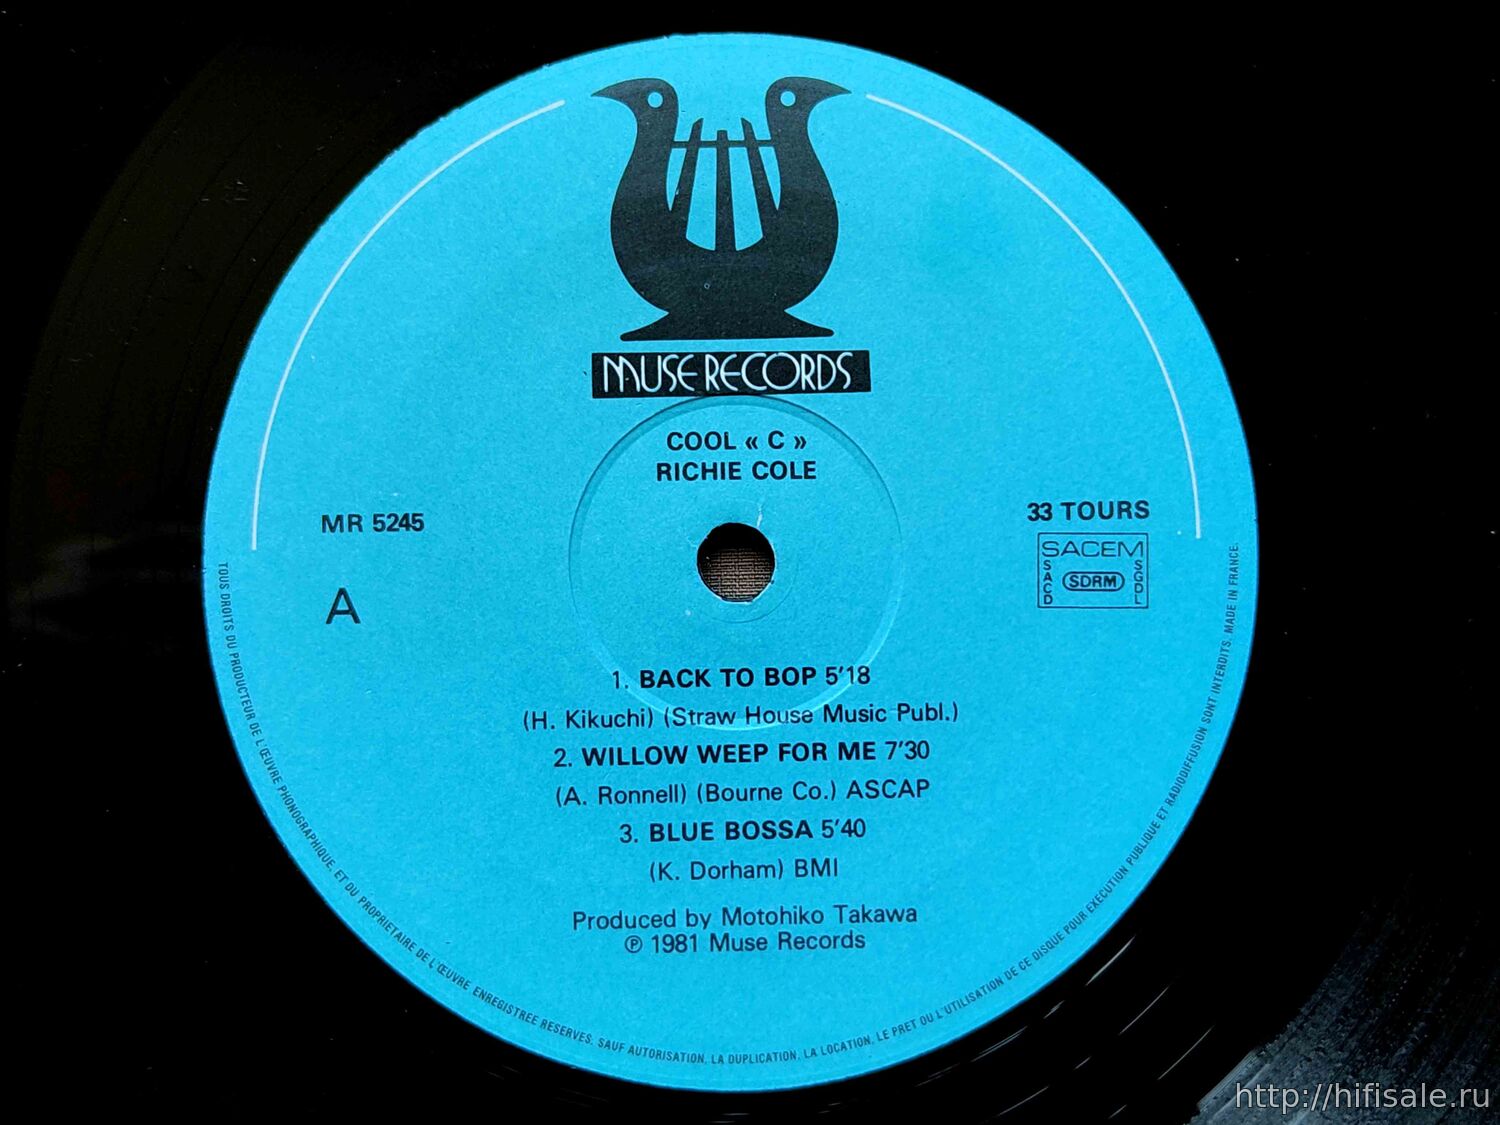 MUSE RECORDS
COOL « C »
RICHIE COLE
MR 5245
33 TOURS
A
SACEM
SACD
SDRM
SGDL
1. BACK TO BOP 5'18
(H. Kikuchi) (Straw House Music Publ.)
2. WILLOW WEEP FOR ME 7'30
(A. Ronnell) (Bourne Co.) ASCAP
3. BLUE BOSSA 5'40
(K. Dorham) BMI
Produced by Motohiko Takawa
℗ 1981 Muse Records
TOUS DROITS DU PRODUCTEUR DE L'ŒUVRE PHONOGRAPHIQUE, ET DU PROPRIETAIRE DE L'ŒUVRE ENREGISTREE RESERVES. SAUF AUTORISATION, LA DUPLICATION, LA LOCATION, LE PRET OU L'UTILISATION DE CE DISQUE POUR EXECUTION PUBLIQUE ET RADIODIFFUSION SONT INTERDITS. MADE IN FRANCE.
http://hifisale.ru